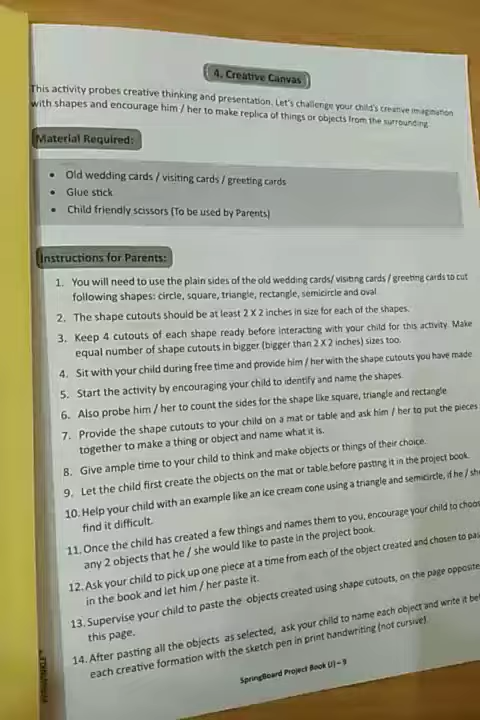 4. Creative Canvas
This activity probes creative thinking and presentation. Let's challenge your child's creative imagination
with shapes and encourage him / her to make replica of things or objects from the surrounding
Material Required:
• Old wedding cards / visiting cards / greeting cards
• Glue stick
• Child friendly scissors (To be used by Parents)
Instructions for Parents:
1. You will need to use the plain sides of the old wedding cards/ visiting cards / greeting cards to cut
following shapes: circle, square, triangle, rectangle, semicircle and oval
2. The shape cutouts should be at least 2 X 2 inches in size for each of the shapes.
3. Keep 4 cutouts of each shape ready before interacting with your child for this activity. Make
equal number of shape cutouts in bigger (bigger than 2 X 2 inches) sizes too.
4. Sit with your child during free time and provide him / her with the shape cutouts you have made
5. Start the activity by encouraging your child to identify and name the shapes.
6. Also probe him / her to count the sides for the shape like square, triangle and rectangle
7. Provide the shape cutouts to your child on a mat or table and ask him / her to put the pieces
together to make a thing or object and name what it is.
8. Give ample time to your child to think and make objects or things of their choice.
9. Let the child first create the objects on the mat or table before pasting it in the project book.
10. Help your child with an example like an ice cream cone using a triangle and semicircle, if he / she
find it difficult.
11. Once the child has created a few things and names them to you, encourage your child to
any 2 objects that he / she would like to paste in the project book.
12. Ask your child to pick up one piece at a time from each of the object created and chosen to
in the book and let him / her paste it.
13. Supervise your child to paste the objects created using shape cutouts, on the page opposite
this page.
14. After pasting all the objects as selected, ask your child to name each object and write it
each creative formation with the sketch pen in print handwriting (not cursive).
SpringBoard Project Book UJ – 9